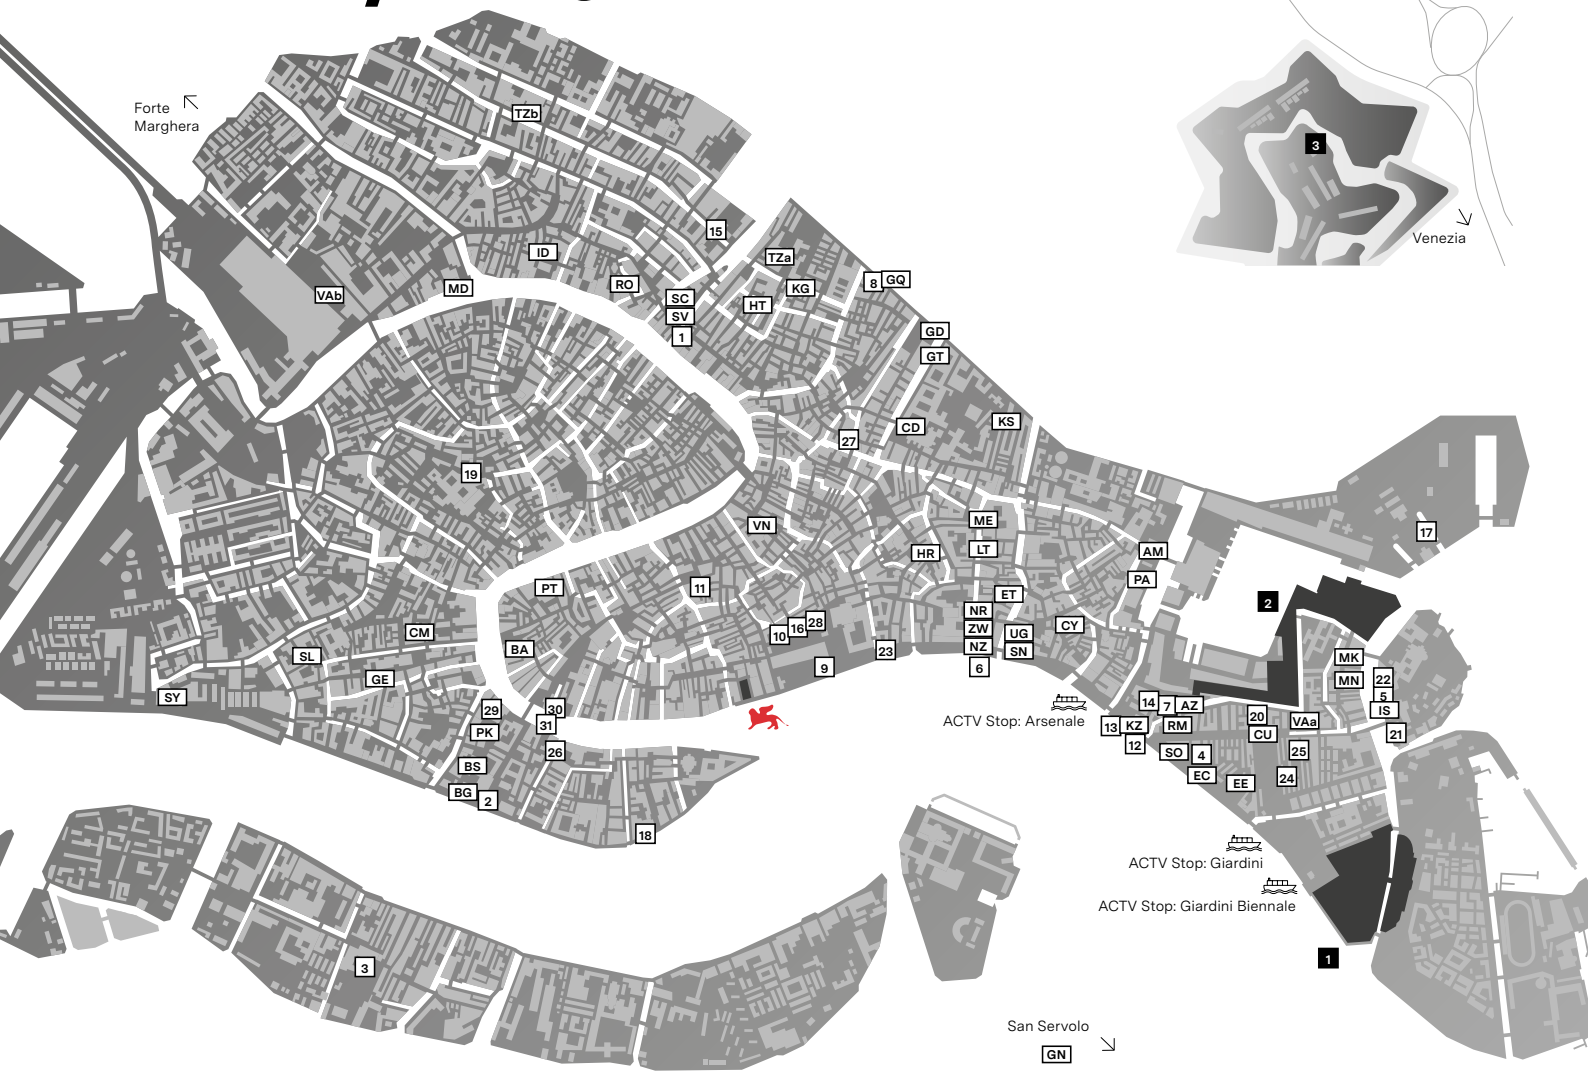 Forte
Marghera
TZb
3
15
Venezia
ID
TZa
RO
8
GQ
MD
KG
VAb
SC
HT
SV
1
GD
GT
KS
CD
27
19
VN
ME
17
LT
AM
HR
PA
PT
11
ET
2
NR
28
CY
ZW
16
CM
10
UG
NZ
SN
BA
23
SL
MK
9
6
GE
MN
22
SY
5
14
7
AZ
29
30
IS
20
ACTV Stop: Arsenale
VAa
31
13
KZ
RM
PK
CU
21
12
26
SO
4
25
BS
EC
24
EE
BG
2
18
ACTV Stop: Giardini
ACTV Stop: Giardini Biennale
1
3
San Servolo
GN